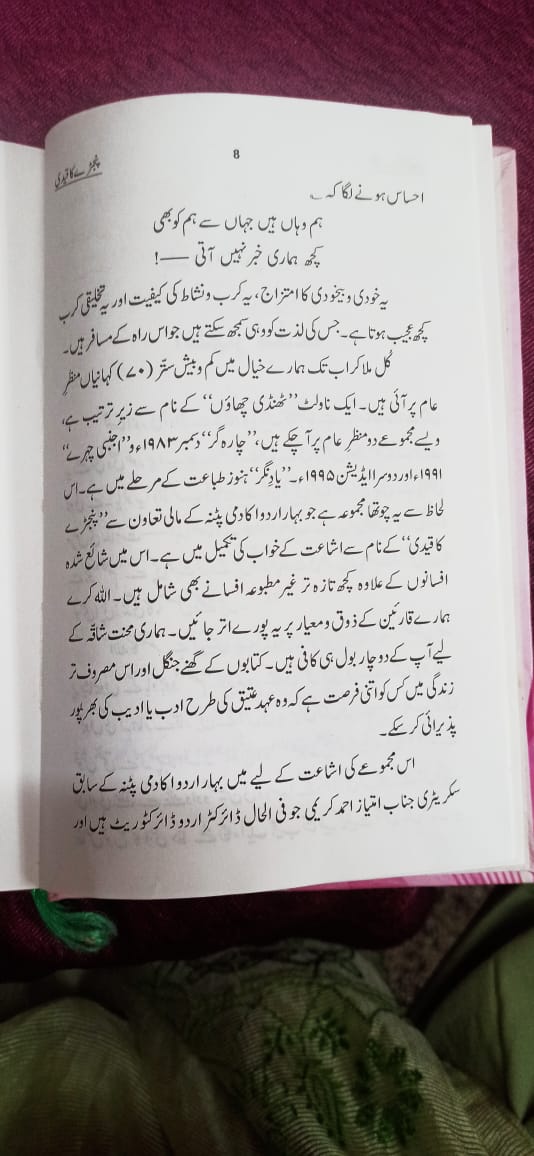 پنجڑے کا قیدی
8
احساس ہونے لگا کہ ؎
ہم وہاں ہیں جہاں سے ہم کو بھی
کچھ ہماری خبر نہیں آتی —!
یہ خودی و بیخودی کا امتزاج، یہ کرب و نشاط کی کیفیت اور یہ تخلیقی کرب
کچھ عجیب ہوتا ہے۔ جس کی لذت کو وہی سمجھ سکتے ہیں جو اس راہ کے مسافر ہیں۔
کُل ملا کر اب تک ہمارے خیال میں کم و بیش ستّر (۷۰) کہانیاں منظرِ
عام پر آئی ہیں۔ ایک ناولٹ ”ٹھنڈی چھاؤں“ کے نام سے زیرِ ترتیب ہے،
ویسے مجموعے دو منظرِ عام پر آچکے ہیں، ”چارہ گر“ دسمبر ۱۹۸۳ء و ”اجنبی چہرے“
۱۹۹۱ء اور دوسرا ایڈیشن ۱۹۹۵ء۔ ”یادِ نگر“ ہنوز طباعت کے مرحلے میں ہے۔ اس
لحاظ سے یہ چوتھا مجموعہ ہے جو بہار اردو اکادمی پٹنہ کے مالی تعاون سے ”پنجڑے
کا قیدی“ کے نام سے اشاعت کے خواب کی تکمیل میں ہے۔ اس میں شائع شدہ
افسانوں کے علاوہ کچھ تازہ تر غیر مطبوعہ افسانے بھی شامل ہیں۔ اللہ کرے
ہمارے قارئین کے ذوق و معیار پر یہ پورے اتر جائیں۔ ہماری محنت شاقّہ کے
لیے آپ کے دو چار بول ہی کافی ہیں۔ کتابوں کے گھنے جنگل اور اس مصروف تر
زندگی میں کس کو اتنی فرصت ہے کہ وہ عہدِ عتیق کی طرح ادب یا ادیب کی بھرپور
پذیرائی کر سکے۔
اس مجموعے کی اشاعت کے لیے میں بہار اردو اکادمی پٹنہ کے سابق
سکریٹری جناب امتیاز احمد کریمی جو فی الحال ڈائرکٹر اردو ڈائرکٹوریٹ ہیں اور